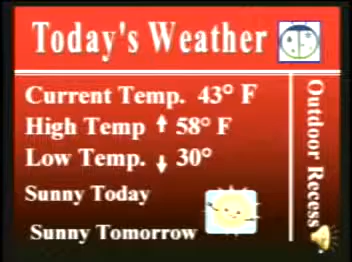 Today's Weather
Current Temp. 43° F
High Temp ↑ 58° F
Low Temp. ↓ 30°
Sunny Today
Sunny Tomorrow
Outdoor Recess